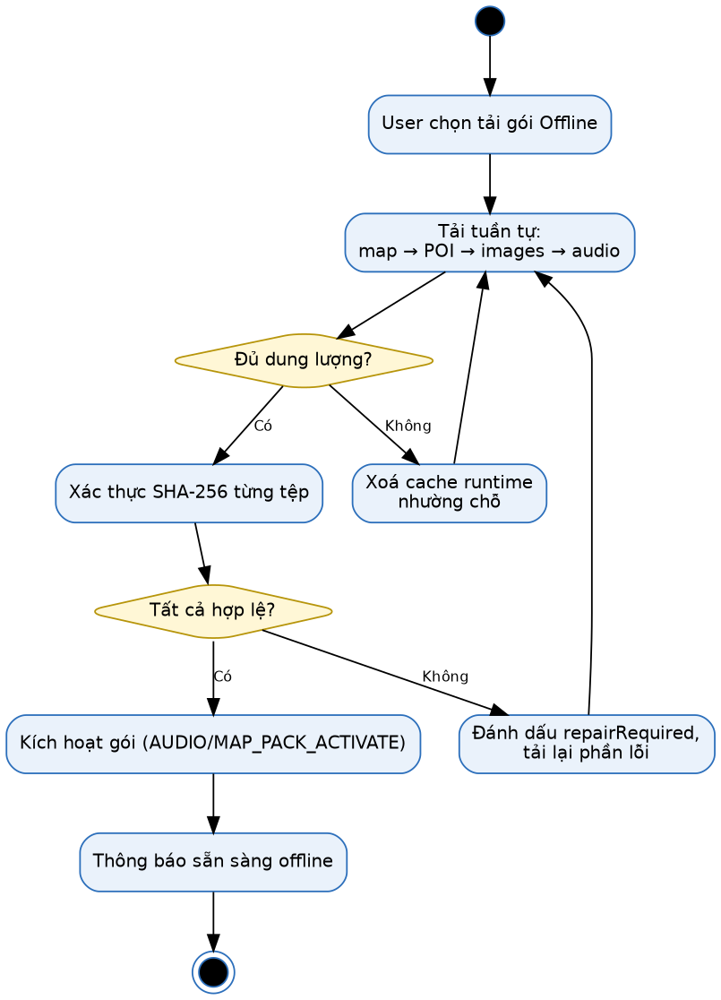 User chọn tải gói Offline
Tải tuần tự:
map → POI → images → audio
Đủ dung lượng?
Có
Không
Xác thực SHA-256 từng tệp
Xoá cache runtime
nhường chỗ
Tất cả hợp lệ?
Có
Không
Kích hoạt gói (AUDIO/MAP_PACK_ACTIVATE)
Đánh dấu repairRequired,
tải lại phần lỗi
Thông báo sẵn sàng offline